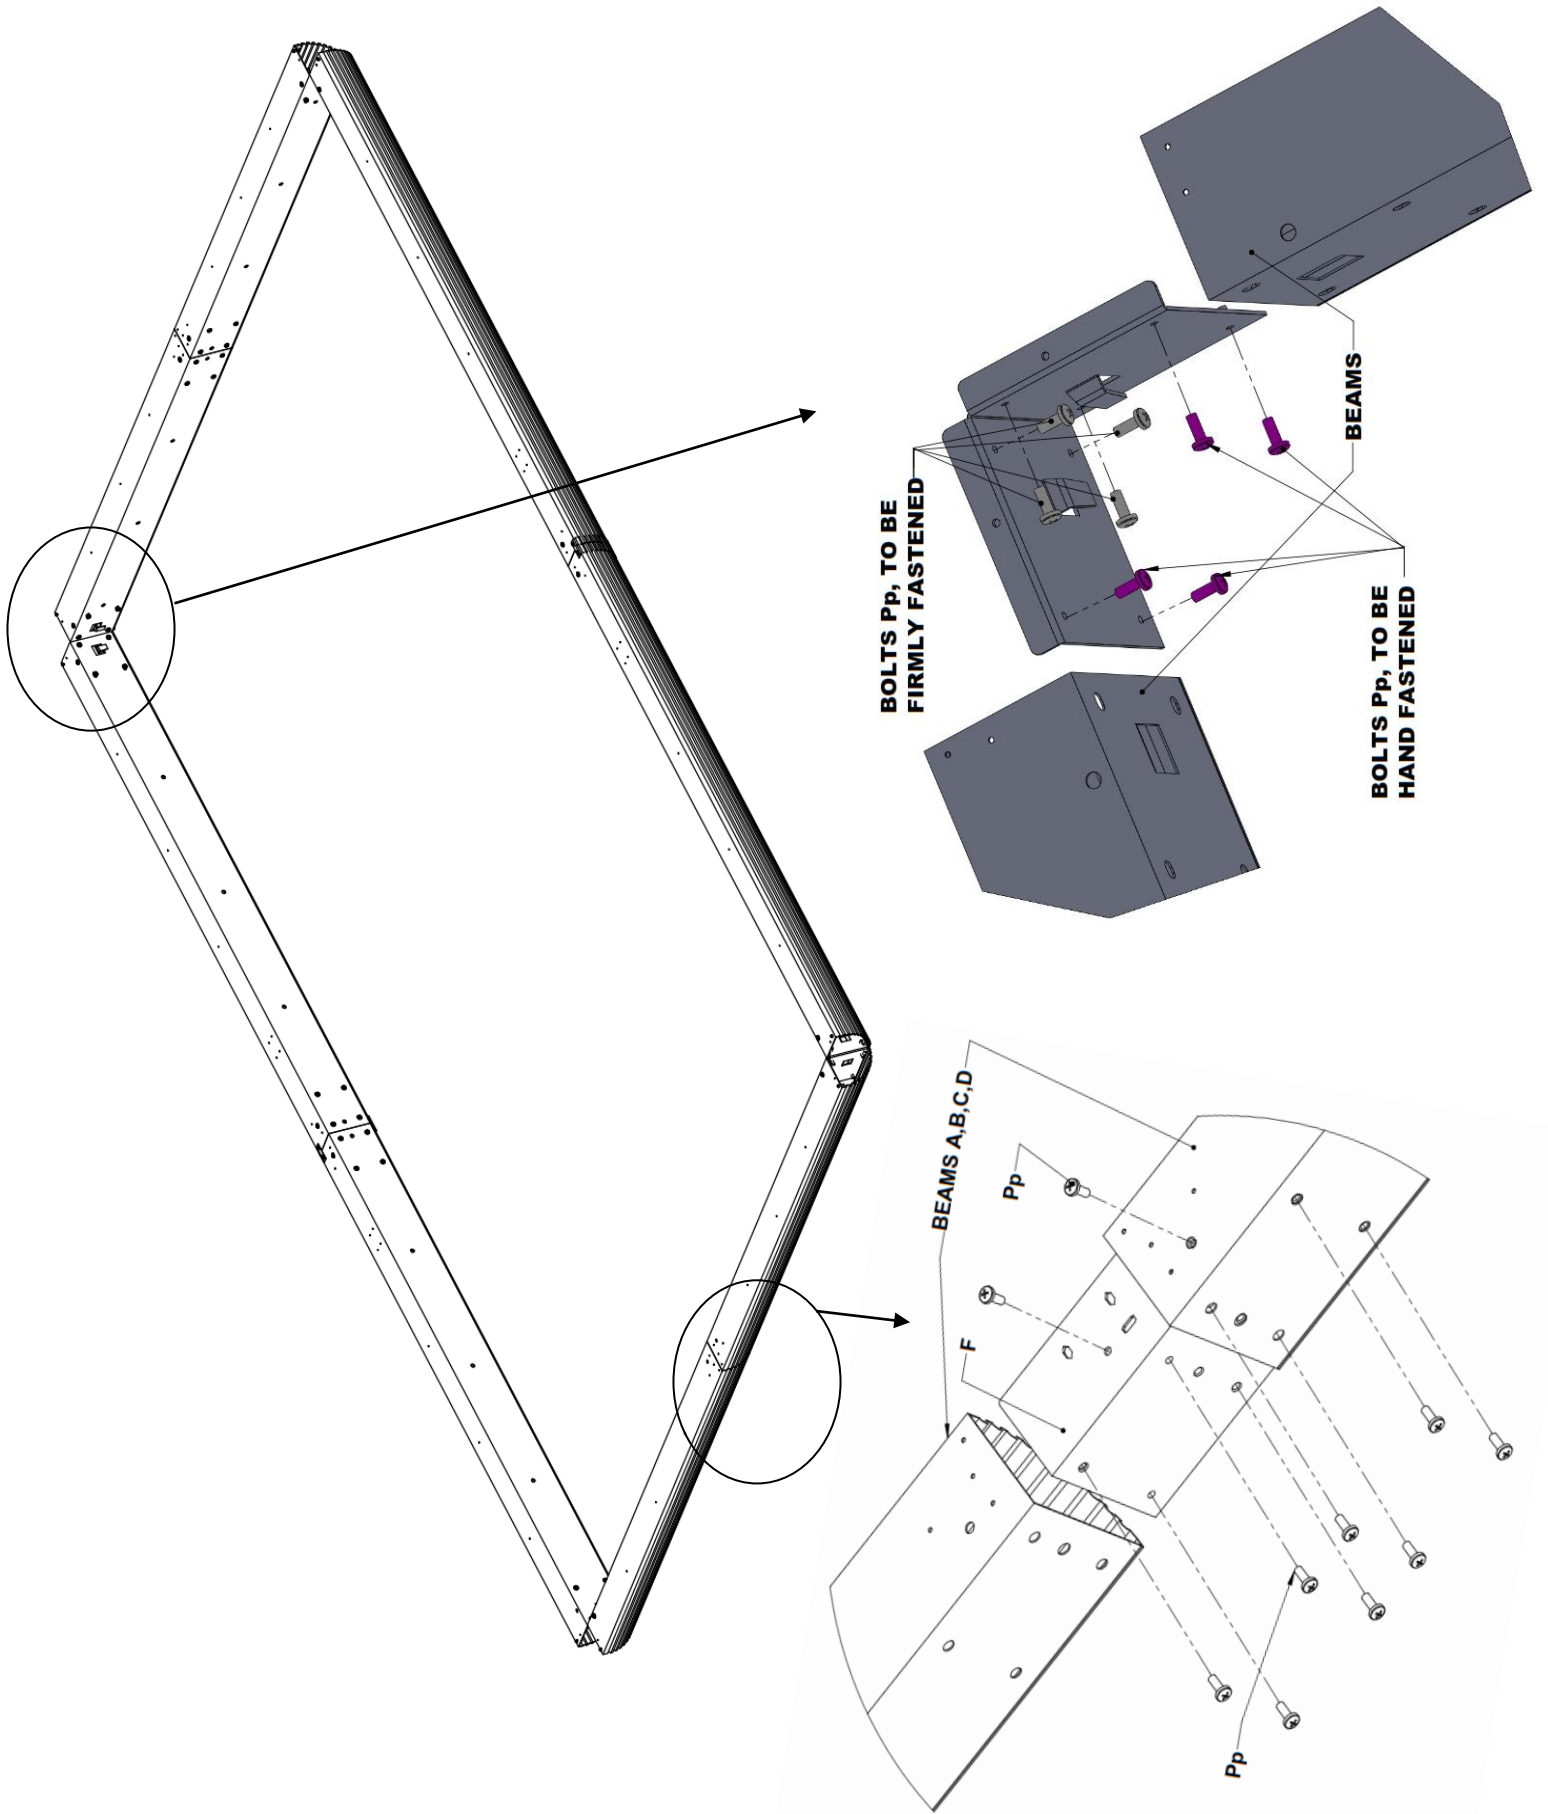 BOLTS Pp, TO BE
FIRMLY FASTENED
BEAMS
BOLTS Pp, TO BE
HAND FASTENED
BEAMS A,B,C,D
Pp
F
Pp